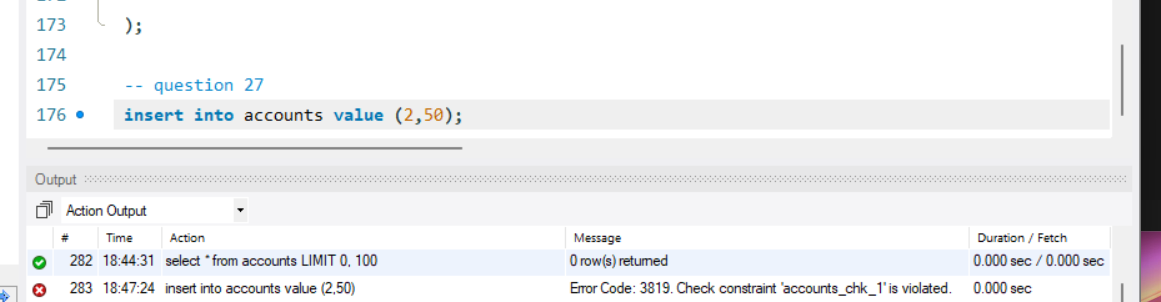 173 );
174
175 -- question 27
176 insert into accounts value (2,50);
Output
Action Output
# Time Action Message Duration / Fetch
282 18:44:31 select * from accounts LIMIT 0, 100 0 row(s) returned 0.000 sec / 0.000 sec
283 18:47:24 insert into accounts value (2,50) Error Code: 3819. Check constraint 'accounts_chk_1' is violated. 0.000 sec